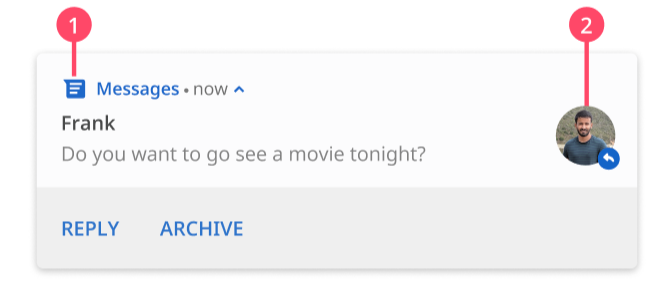 1 2
Messages • now
Frank
Do you want to go see a movie tonight?
REPLY ARCHIVE